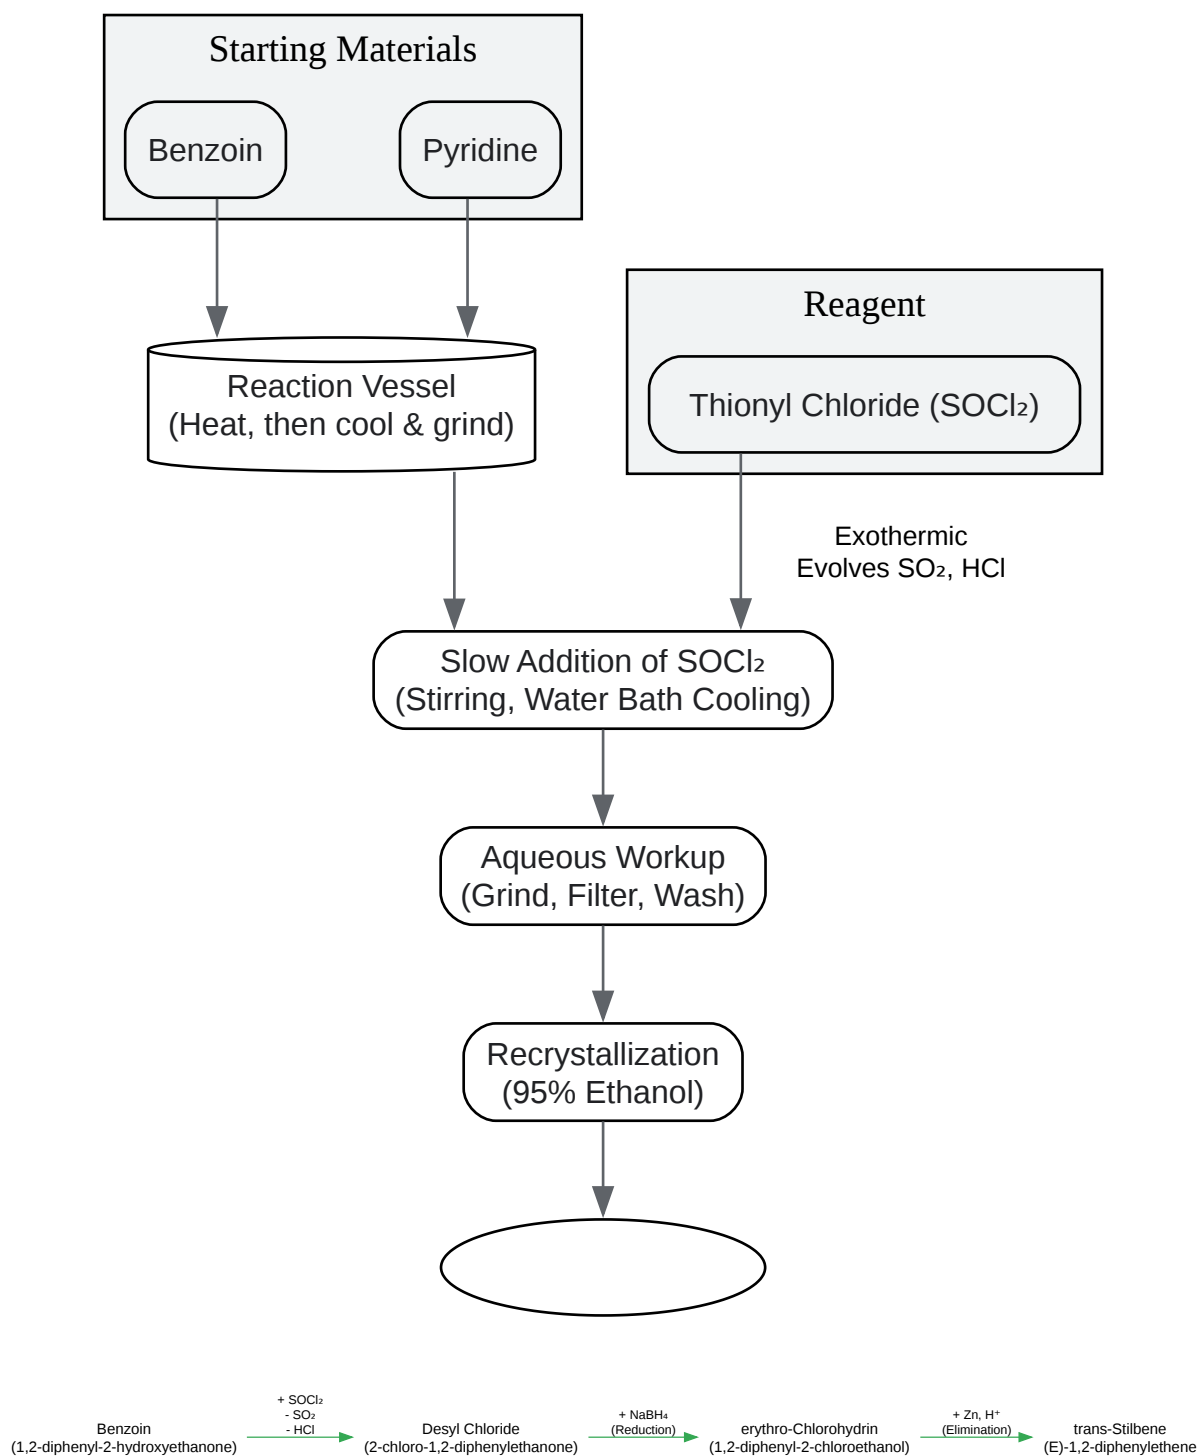 Starting Materials
Benzoin
Pyridine
Reagent
Thionyl Chloride (SOCl₂)
Reaction Vessel
(Heat, then cool & grind)
Exothermic
Evolves SO₂, HCl
Slow Addition of SOCl₂
(Stirring, Water Bath Cooling)
Aqueous Workup
(Grind, Filter, Wash)
Recrystallization
(95% Ethanol)
Benzoin
(1,2-diphenyl-2-hydroxyethanone)
+ SOCl₂
- SO₂
- HCl
Desyl Chloride
(2-chloro-1,2-diphenylethanone)
+ NaBH₄
(Reduction)
erythro-Chlorohydrin
(1,2-diphenyl-2-chloroethanol)
+ Zn, H⁺
(Elimination)
trans-Stilbene
(E)-1,2-diphenylethene